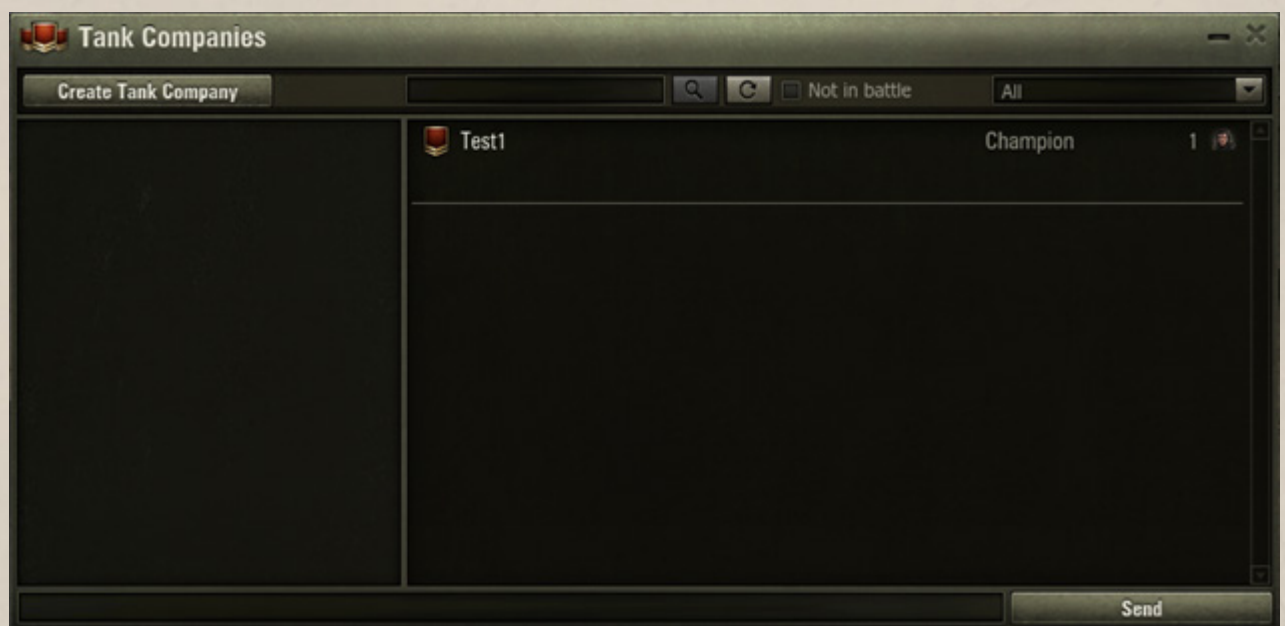 Tank Companies
Create Tank Company
Not in battle
All
Test1 Champion 1
Send